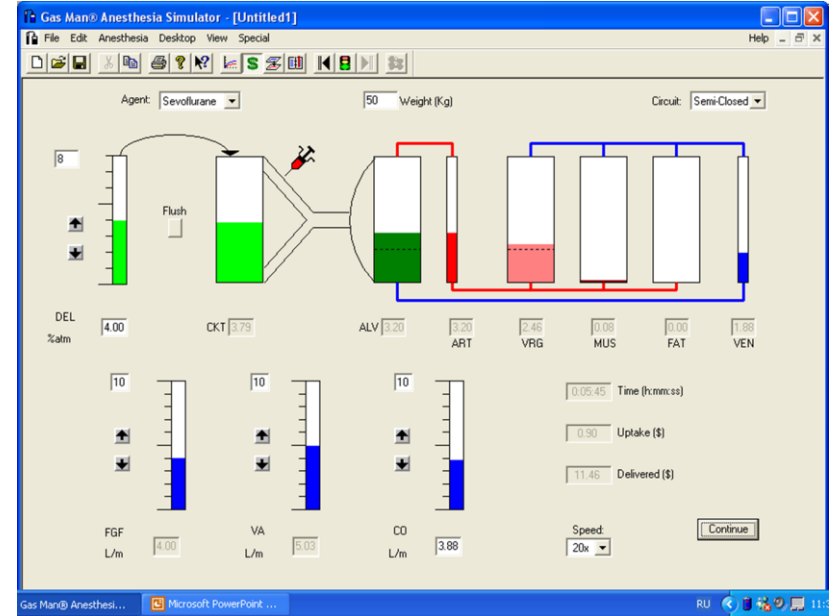 Gas Man® Anesthesia Simulator - [Untitled1]
File Edit Anesthesia Desktop View Special Help
Agent: Sevoflurane 50 Weight (Kg) Circuit: Semi-Closed
8
Flush
DEL 4.00 CKT 3.79 ALV 3.20 3.20 2.46 0.08 0.00 1.88
%atm ART VRG MUS FAT VEN
10 10 10
0:05:45 Time (h:mm:ss)
0.90 Uptake ($)
11.46 Delivered ($)
FGF VA CO Speed: Continue
L/m 4.00 L/m 5.03 L/m 3.88 20x
Gas Man® Anesthesi... Microsoft PowerPoint ... RU